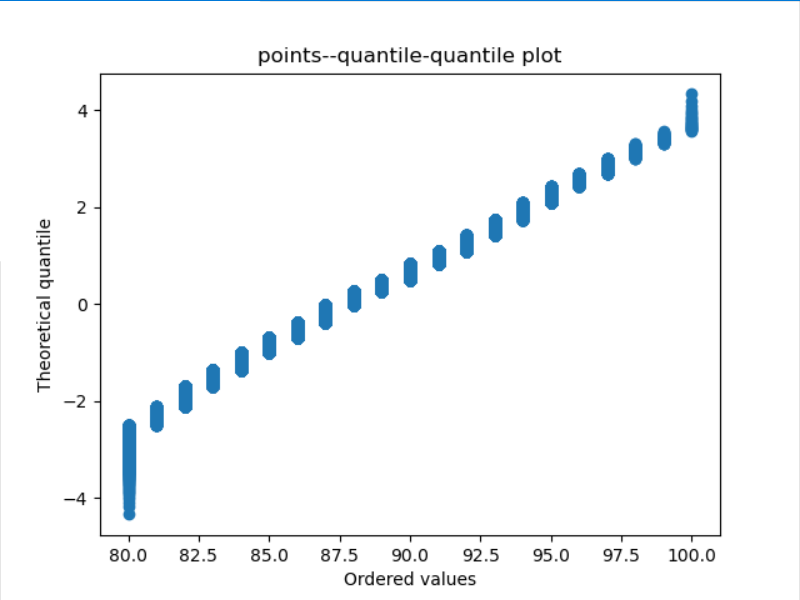 points--quantile-quantile plot
4
2
0
−2
−4
Theoretical quantile
80.0 82.5 85.0 87.5 90.0 92.5 95.0 97.5 100.0
Ordered values